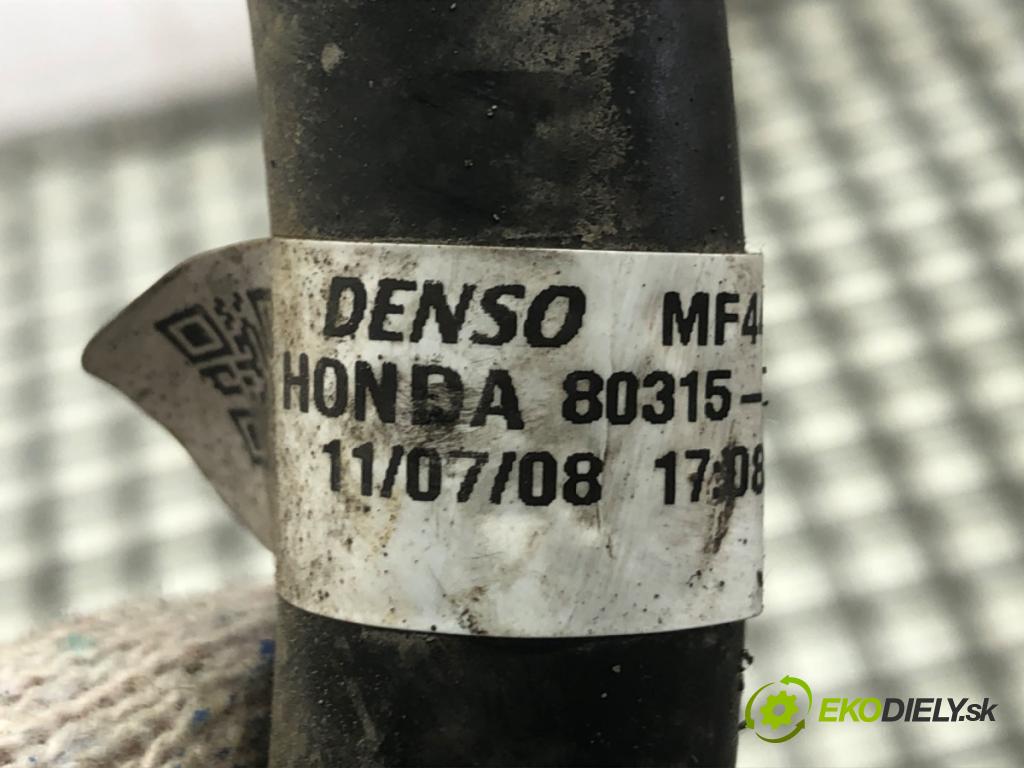 DENSO MF4
HONDA 80315-
11/07/08 17:08
EKODIELY.sk